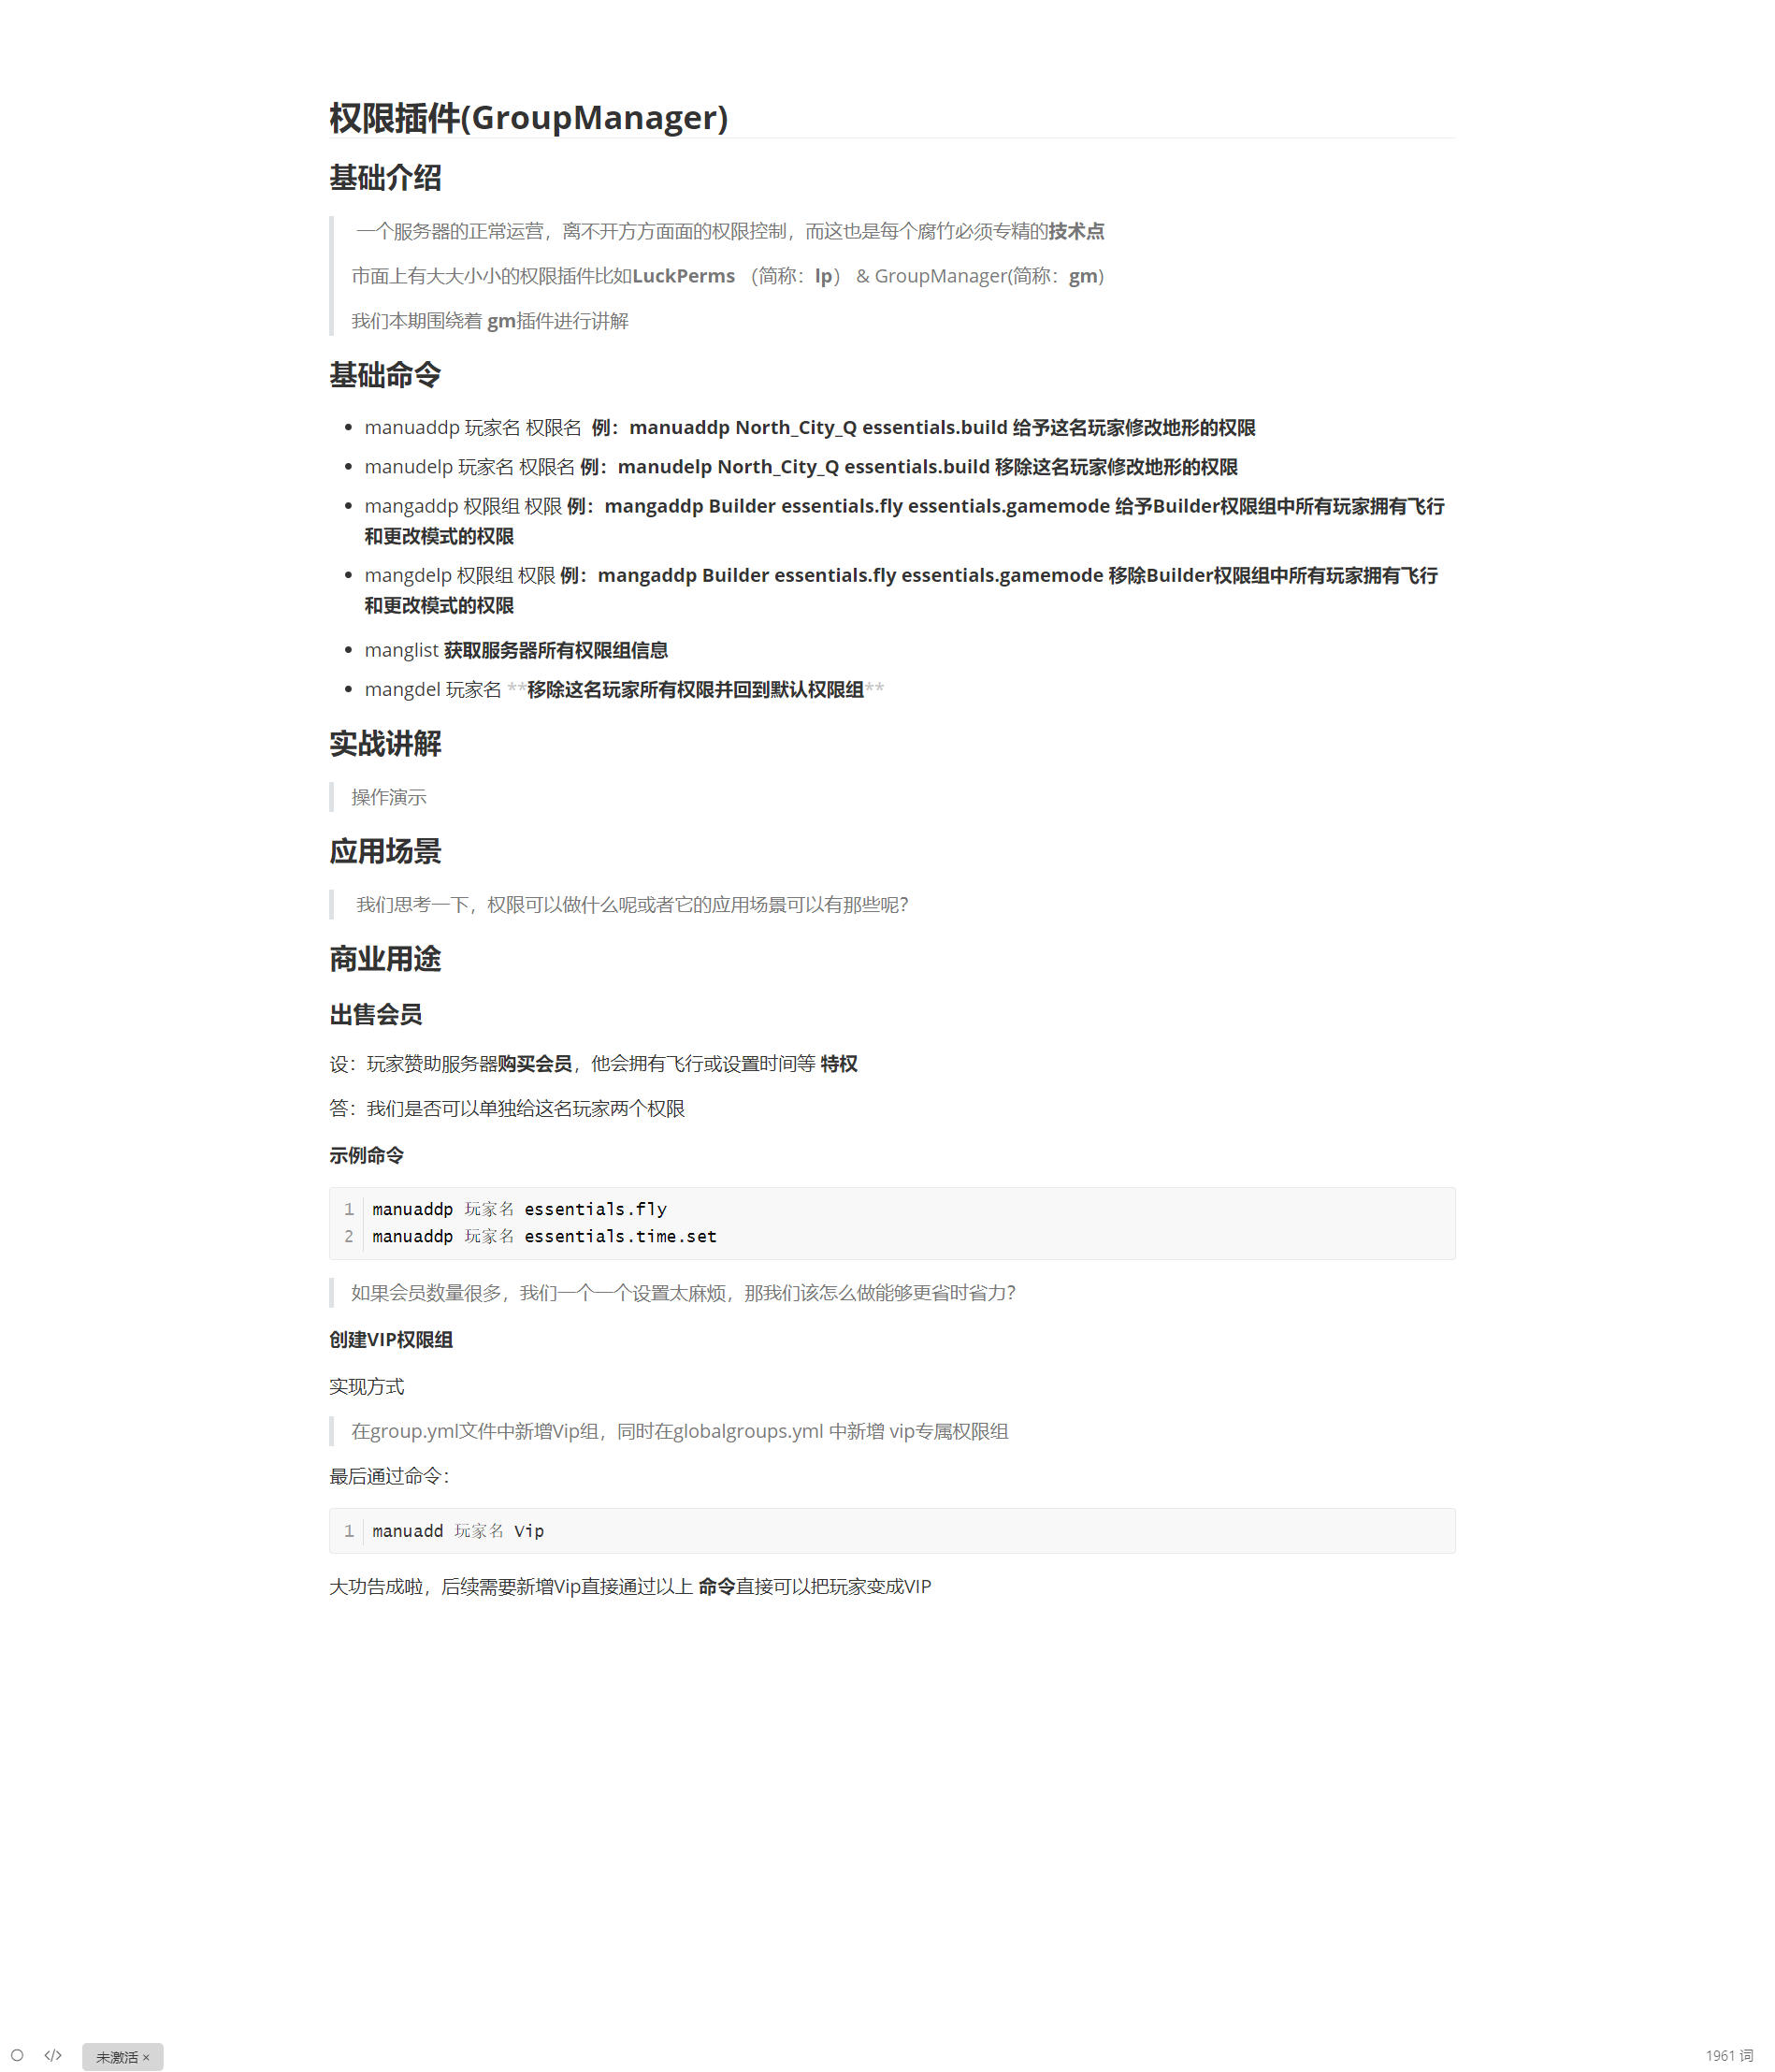 权限插件(GroupManager)
基础介绍
一个服务器的正常运营，离不开方方面面的权限控制，而这也是每个腐竹必须专精的技术点
市面上有大大小小的权限插件比如LuckPerms （简称：lp） & GroupManager(简称：gm)
我们本期围绕着 gm插件进行讲解
基础命令
• manuaddp 玩家名 权限名 例：manuaddp North_City_Q essentials.build 给予这名玩家修改地形的权限
• manudelp 玩家名 权限名 例：manudelp North_City_Q essentials.build 移除这名玩家修改地形的权限
• mangaddp 权限组 权限 例：mangaddp Builder essentials.fly essentials.gamemode 给予Builder权限组中所有玩家拥有飞行
和更改模式的权限
• mangdelp 权限组 权限 例：mangaddp Builder essentials.fly essentials.gamemode 移除Builder权限组中所有玩家拥有飞行
和更改模式的权限
• manglist 获取服务器所有权限组信息
• mangdel 玩家名 **移除这名玩家所有权限并回到默认权限组**
实战讲解
操作演示
应用场景
我们思考一下，权限可以做什么呢或者它的应用场景可以有那些呢？
商业用途
出售会员
设：玩家赞助服务器购买会员，他会拥有飞行或设置时间等 特权
答：我们是否可以单独给这名玩家两个权限
示例命令
1 manuaddp 玩家名 essentials.fly
2 manuaddp 玩家名 essentials.time.set
如果会员数量很多，我们一个一个设置太麻烦，那我们该怎么做能够更省时省力？
创建VIP权限组
实现方式
在group.yml文件中新增Vip组，同时在globalgroups.yml 中新增 vip专属权限组
最后通过命令：
1 manuadd 玩家名 Vip
大功告成啦，后续需要新增Vip直接通过以上 命令直接可以把玩家变成VIP
</> 未激活 × 1961 词